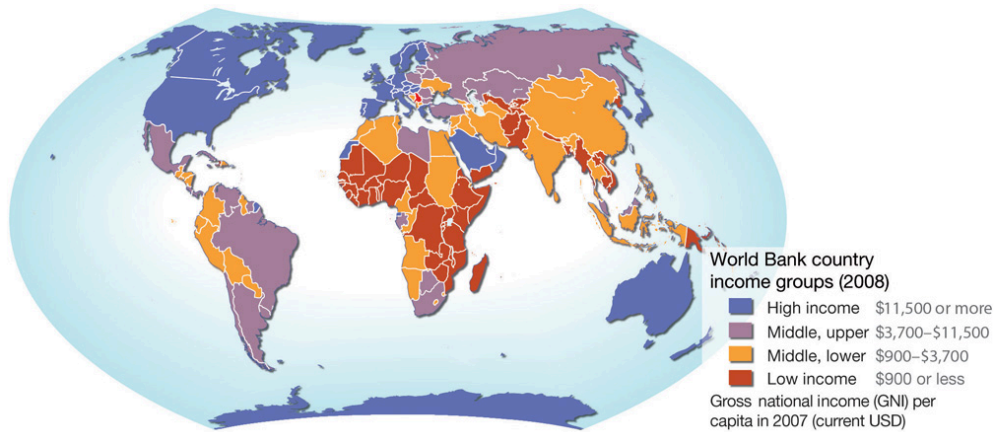 World Bank country
income groups (2008)
High income $11,500 or more
Middle, upper $3,700–$11,500
Middle, lower $900–$3,700
Low income $900 or less
Gross national income (GNI) per
capita in 2007 (current USD)